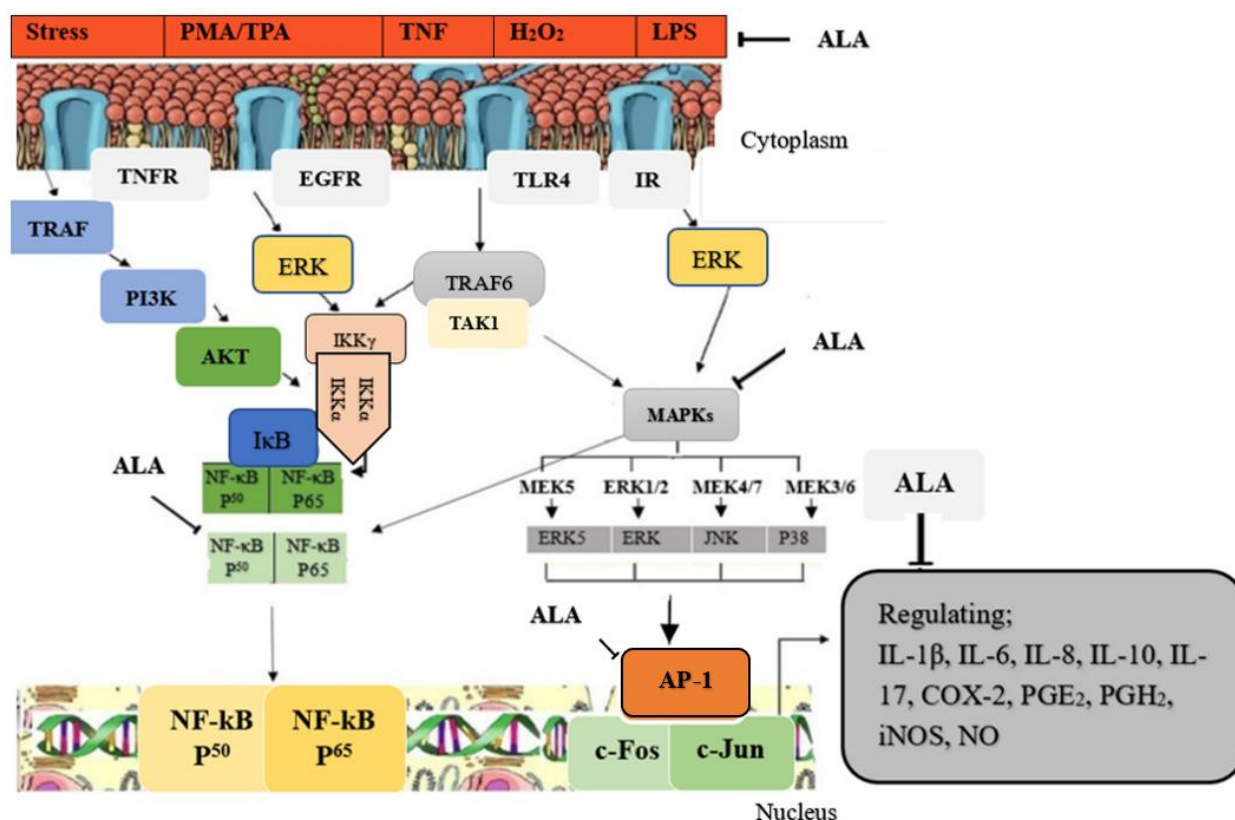 Stress PMA/TPA TNF H₂O₂ LPS
ALA
Cytoplasm
TNFR EGFR TLR4 IR
TRAF
ERK
ERK
TRAF6
PI3K
TAK1
IKKγ
ALA
AKT
IKKα
IKKα
MAPKs
IκB
ALA
NF-κB NF-κB
P⁵⁰ P65
MEK5 ERK1/2 MEK4/7 MEK3/6
ALA
ERK5 ERK JNK P38
NF-κB NF-κB
P⁵⁰ P65
ALA
Regulating;
IL-1β, IL-6, IL-8, IL-10, IL-
17, COX-2, PGE₂, PGH₂,
iNOS, NO
AP-1
NF-kB NF-kB
P⁵⁰ P⁶⁵
c-Fos c-Jun
Nucleus